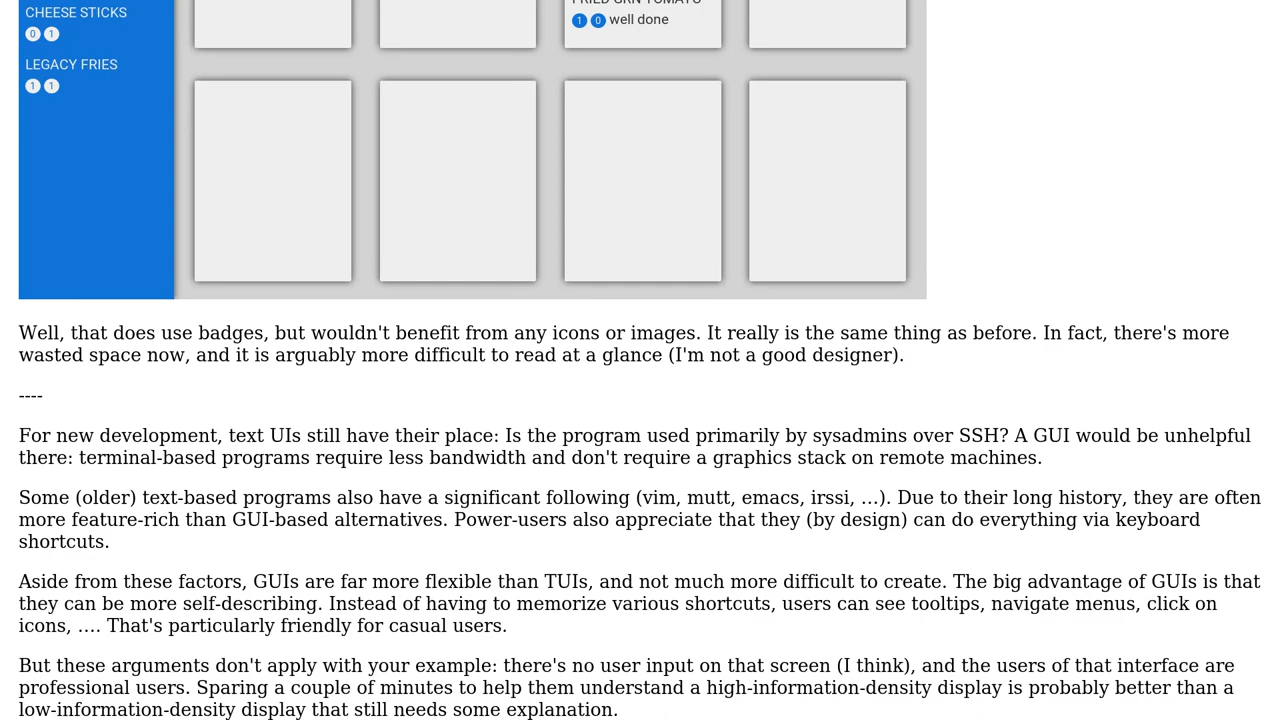 CHEESE STICKS
0 1
LEGACY FRIES
1 1
FRIED GRN TOMATO
1 0 well done
Well, that does use badges, but wouldn't benefit from any icons or images. It really is the same thing as before. In fact, there's more
wasted space now, and it is arguably more difficult to read at a glance (I'm not a good designer).
----
For new development, text UIs still have their place: Is the program used primarily by sysadmins over SSH? A GUI would be unhelpful
there: terminal-based programs require less bandwidth and don't require a graphics stack on remote machines.
Some (older) text-based programs also have a significant following (vim, mutt, emacs, irssi, …). Due to their long history, they are often
more feature-rich than GUI-based alternatives. Power-users also appreciate that they (by design) can do everything via keyboard
shortcuts.
Aside from these factors, GUIs are far more flexible than TUIs, and not much more difficult to create. The big advantage of GUIs is that
they can be more self-describing. Instead of having to memorize various shortcuts, users can see tooltips, navigate menus, click on
icons, …. That's particularly friendly for casual users.
But these arguments don't apply with your example: there's no user input on that screen (I think), and the users of that interface are
professional users. Sparing a couple of minutes to help them understand a high-information-density display is probably better than a
low-information-density display that still needs some explanation.